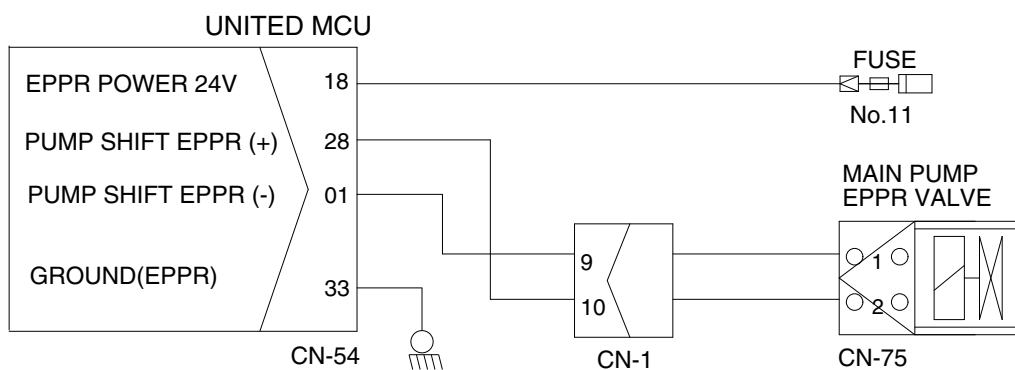 UNITED MCU
EPPR POWER 24V
18
FUSE
No.11
PUMP SHIFT EPPR (+)
28
PUMP SHIFT EPPR (-)
01
MAIN PUMP
EPPR VALVE
9
1
GROUND(EPPR)
33
10
2
CN-54
CN-1
CN-75